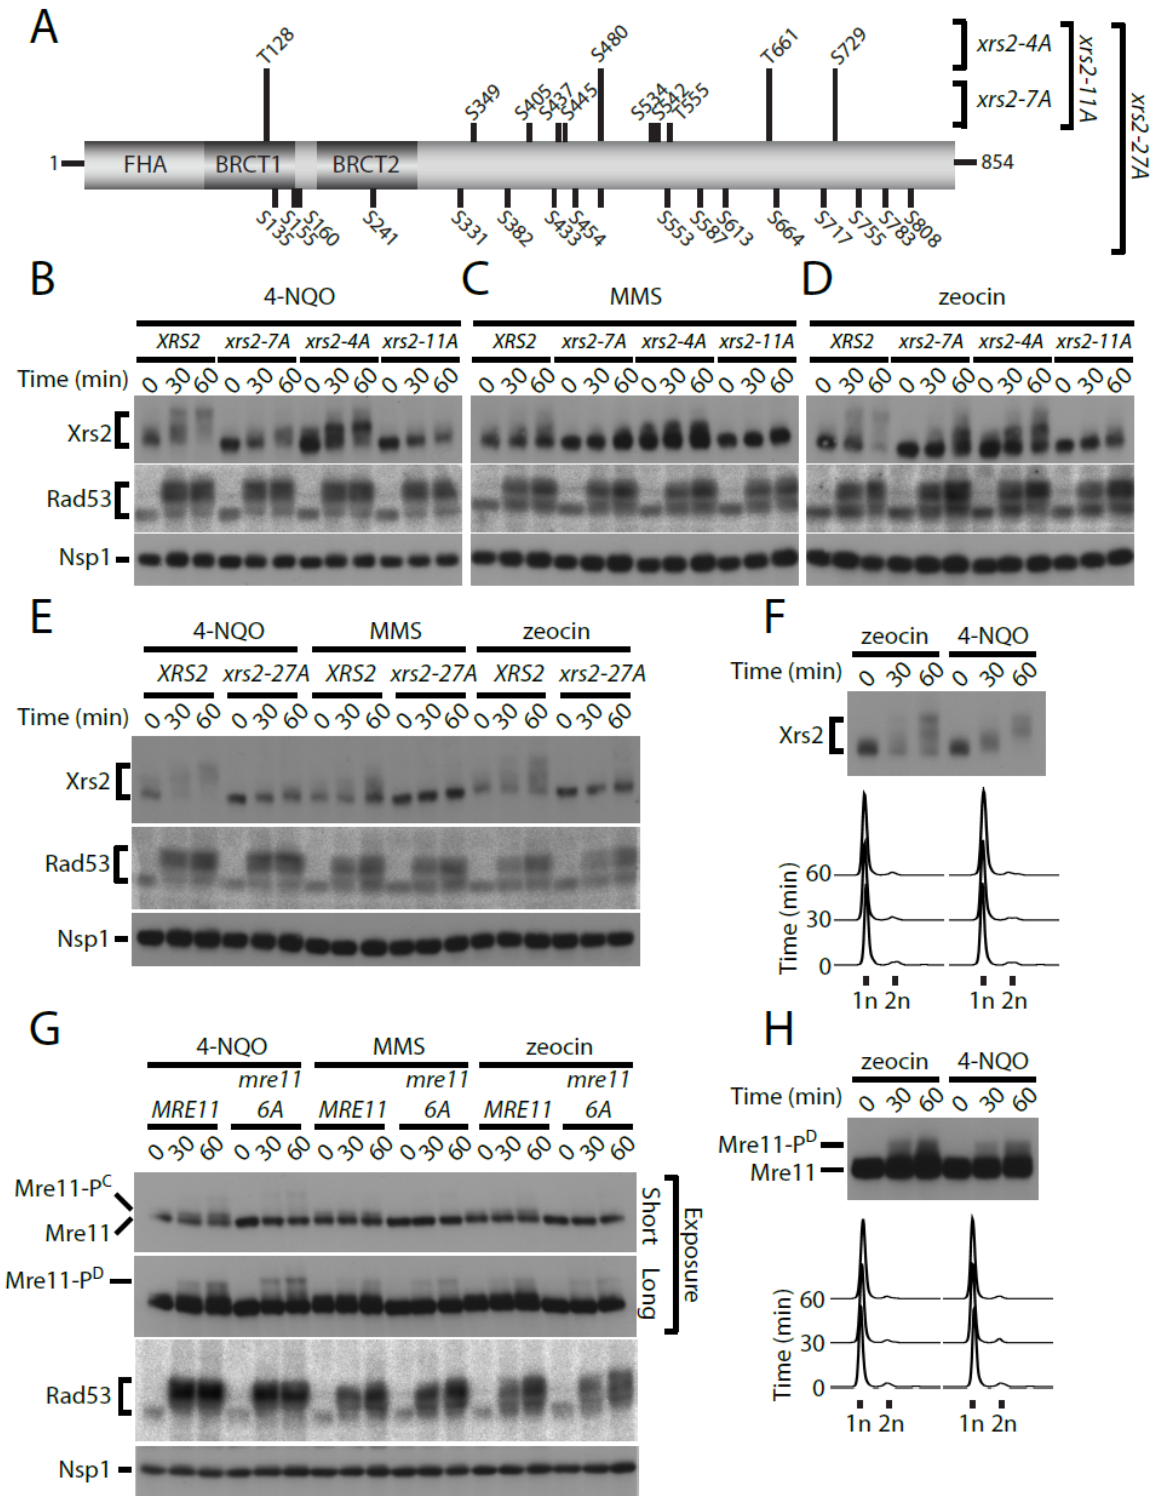 A
T128
S349
S405
S437
S445
S480
S534
S542
T555
T661
S729
xrs2-4A
xrs2-7A
xrs2-11A
xrs2-27A
1
FHA
BRCT1
BRCT2
854
S135
S155
S160
S241
S331
S382
S433
S454
S553
S587
S613
S664
S717
S755
S783
S808
B
4-NQO
C
MMS
D
zeocin
XRS2 xrs2-7A xrs2-4A xrs2-11A
XRS2 xrs2-7A xrs2-4A xrs2-11A
XRS2 xrs2-7A xrs2-4A xrs2-11A
Time (min) 0 30 60 0 30 60 0 30 60 0 30 60
0 30 60 0 30 60 0 30 60 0 30 60
0 30 60 0 30 60 0 30 60 0 30 60
Xrs2
Rad53
Nsp1
E
4-NQO MMS zeocin
XRS2 xrs2-27A XRS2 xrs2-27A XRS2 xrs2-27A
Time (min) 0 30 60 0 30 60 0 30 60 0 30 60 0 30 60 0 30 60
Xrs2
Rad53
Nsp1
F
zeocin 4-NQO
Time (min) 0 30 60 0 30 60
Xrs2
Time (min)
60
30
0
1n 2n 1n 2n
G
4-NQO MMS zeocin
mre11 mre11 mre11
MRE11 6A MRE11 6A MRE11 6A
0 30 60 0 30 60 0 30 60 0 30 60 0 30 60 0 30 60
Mre11-P^C
Mre11
Short
Mre11-P^D
Long
Exposure
Rad53
Nsp1
H
zeocin 4-NQO
Time (min) 0 30 60 0 30 60
Mre11-P^D
Mre11
Time (min)
60
30
0
1n 2n 1n 2n